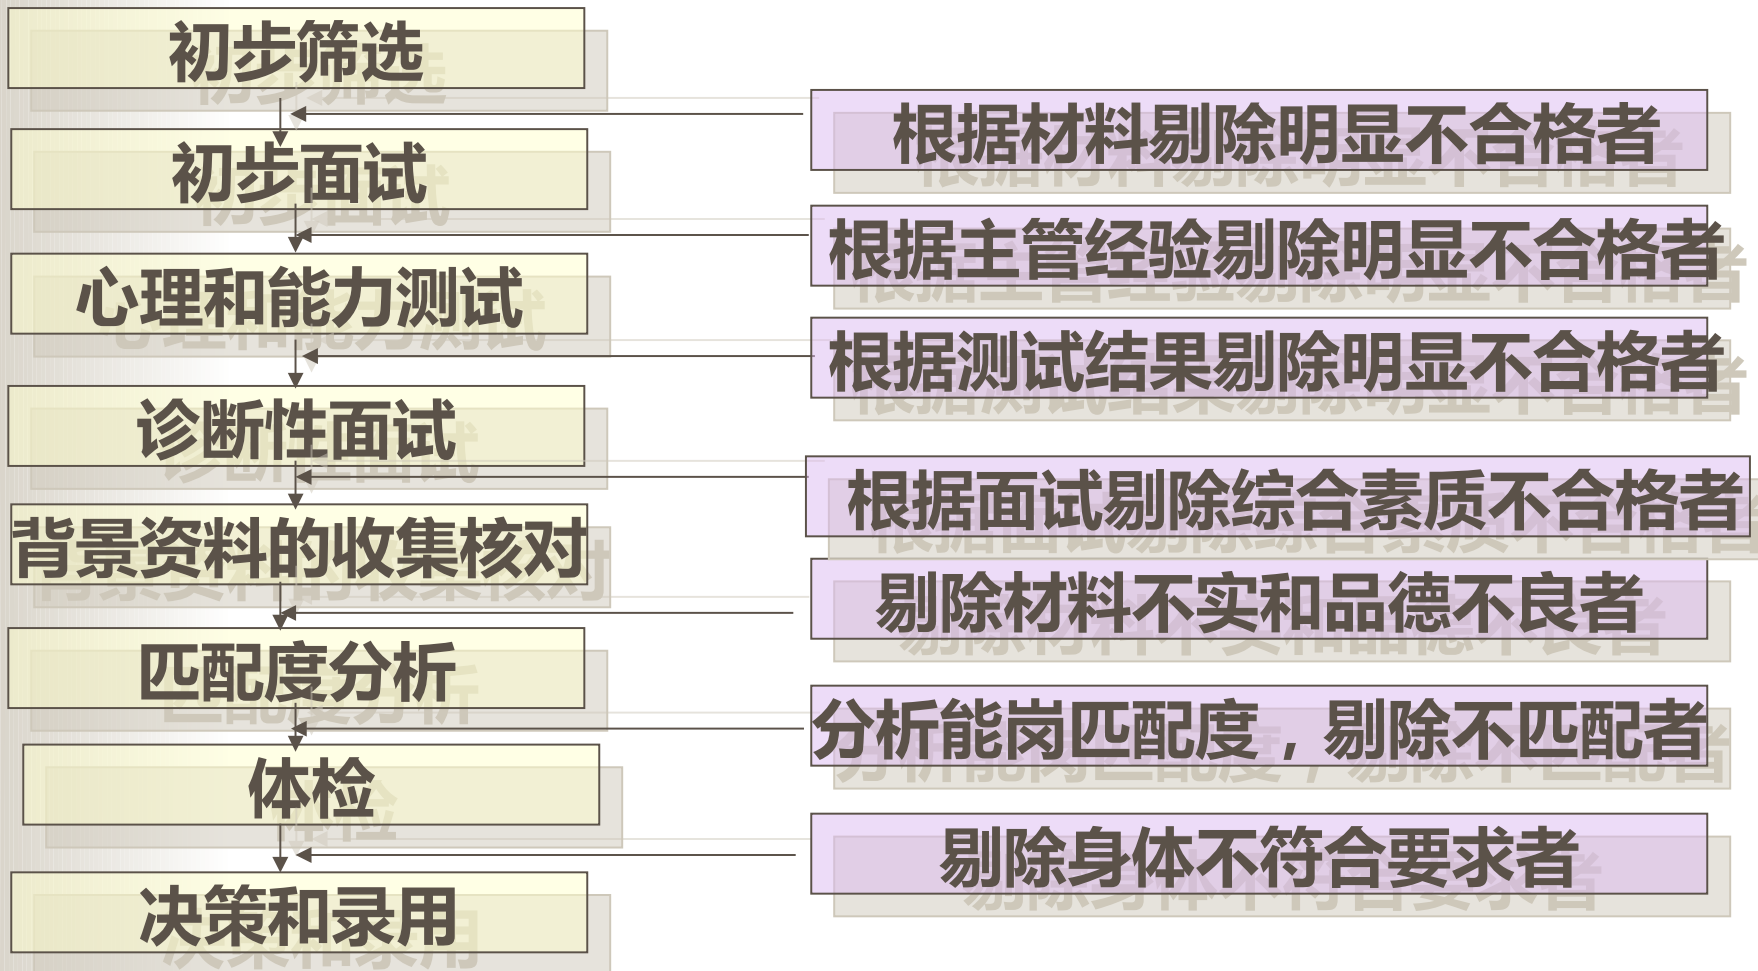 初步筛选
根据材料剔除明显不合格者
初步面试
根据主管经验剔除明显不合格者
心理和能力测试
根据测试结果剔除明显不合格者
诊断性面试
根据面试剔除综合素质不合格者
背景资料的收集核对
剔除材料不实和品德不良者
匹配度分析
分析能岗匹配度，剔除不匹配者
体检
剔除身体不符合要求者
决策和录用